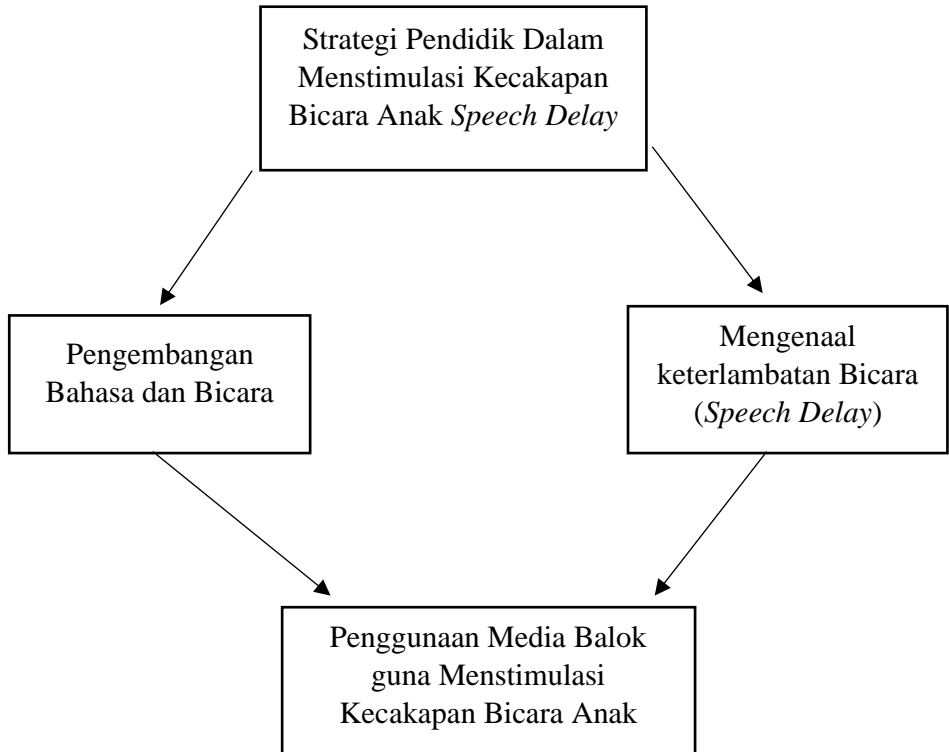 Strategi Pendidik Dalam
Menstimulasi Kecakapan
Bicara Anak Speech Delay
Pengembangan
Bahasa dan Bicara
Mengenaal
keterlambatan Bicara
(Speech Delay)
Penggunaan Media Balok
guna Menstimulasi
Kecakapan Bicara Anak